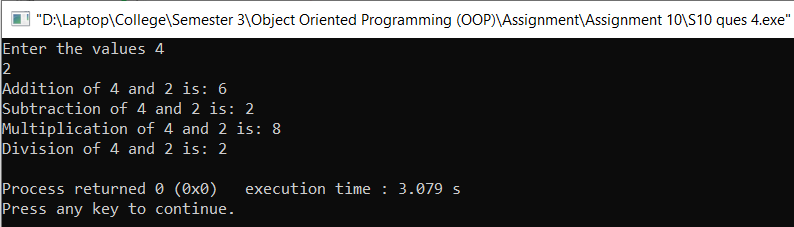 "D:\Laptop\College\Semester 3\Object Oriented Programming (OOP)\Assignment\Assignment 10\S10 ques 4.exe"
Enter the values 4
2
Addition of 4 and 2 is: 6
Subtraction of 4 and 2 is: 2
Multiplication of 4 and 2 is: 8
Division of 4 and 2 is: 2
Process returned 0 (0x0)   execution time : 3.079 s
Press any key to continue.